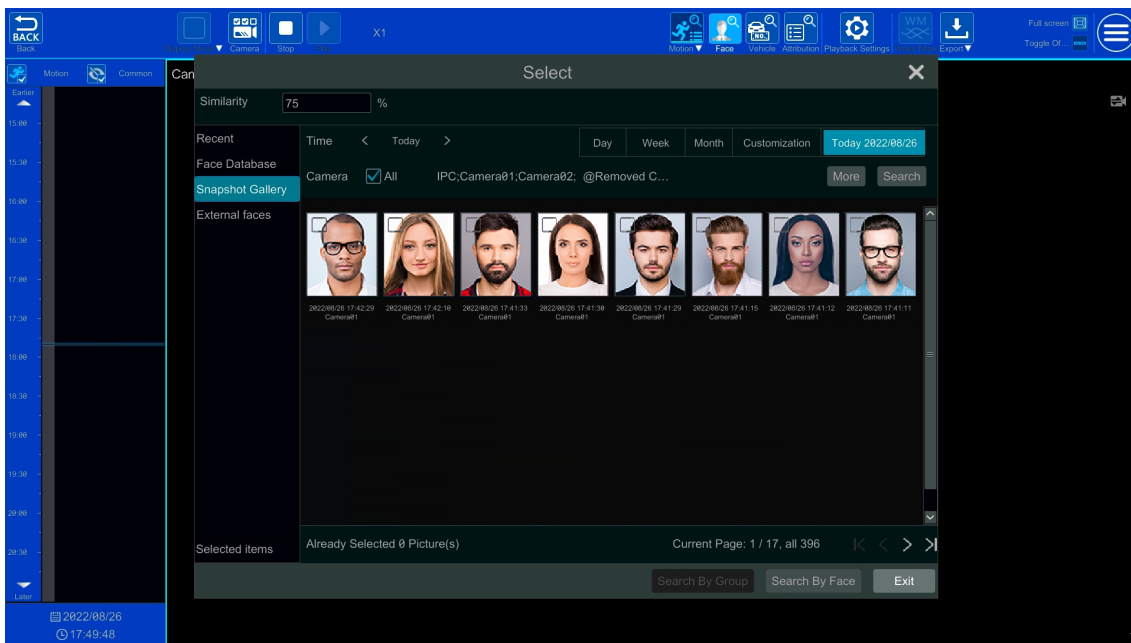 BACK
Back
Camera
Stop
X1
Motion
Face
NO.
Vehicle
Attribution
Playback Settings
WM
Export
Full screen
Toggle Of...
Motion
Common
Can
Earlier
15:00
15:30
16:00
16:30
17:00
17:30
18:00
18:30
19:00
19:30
20:00
20:30
Later
2022/08/26
17:49:48
Select
Similarity 75 %
Recent
Face Database
Snapshot Gallery
External faces
Selected items
Time Today Day Week Month Customization Today 2022/08/26
Camera All IPC;Camera01;Camera02; @Removed C... More Search
2022/08/26 17:42:29 2022/08/26 17:42:10 2022/08/26 17:41:33 2022/08/26 17:41:30 2022/08/26 17:41:29 2022/08/26 17:41:15 2022/08/26 17:41:12 2022/08/26 17:41:11
Camera01 Camera01 Camera01 Camera01 Camera01 Camera01 Camera01 Camera01
Already Selected 0 Picture(s) Current Page: 1 / 17, all 396
Search By Group Search By Face Exit